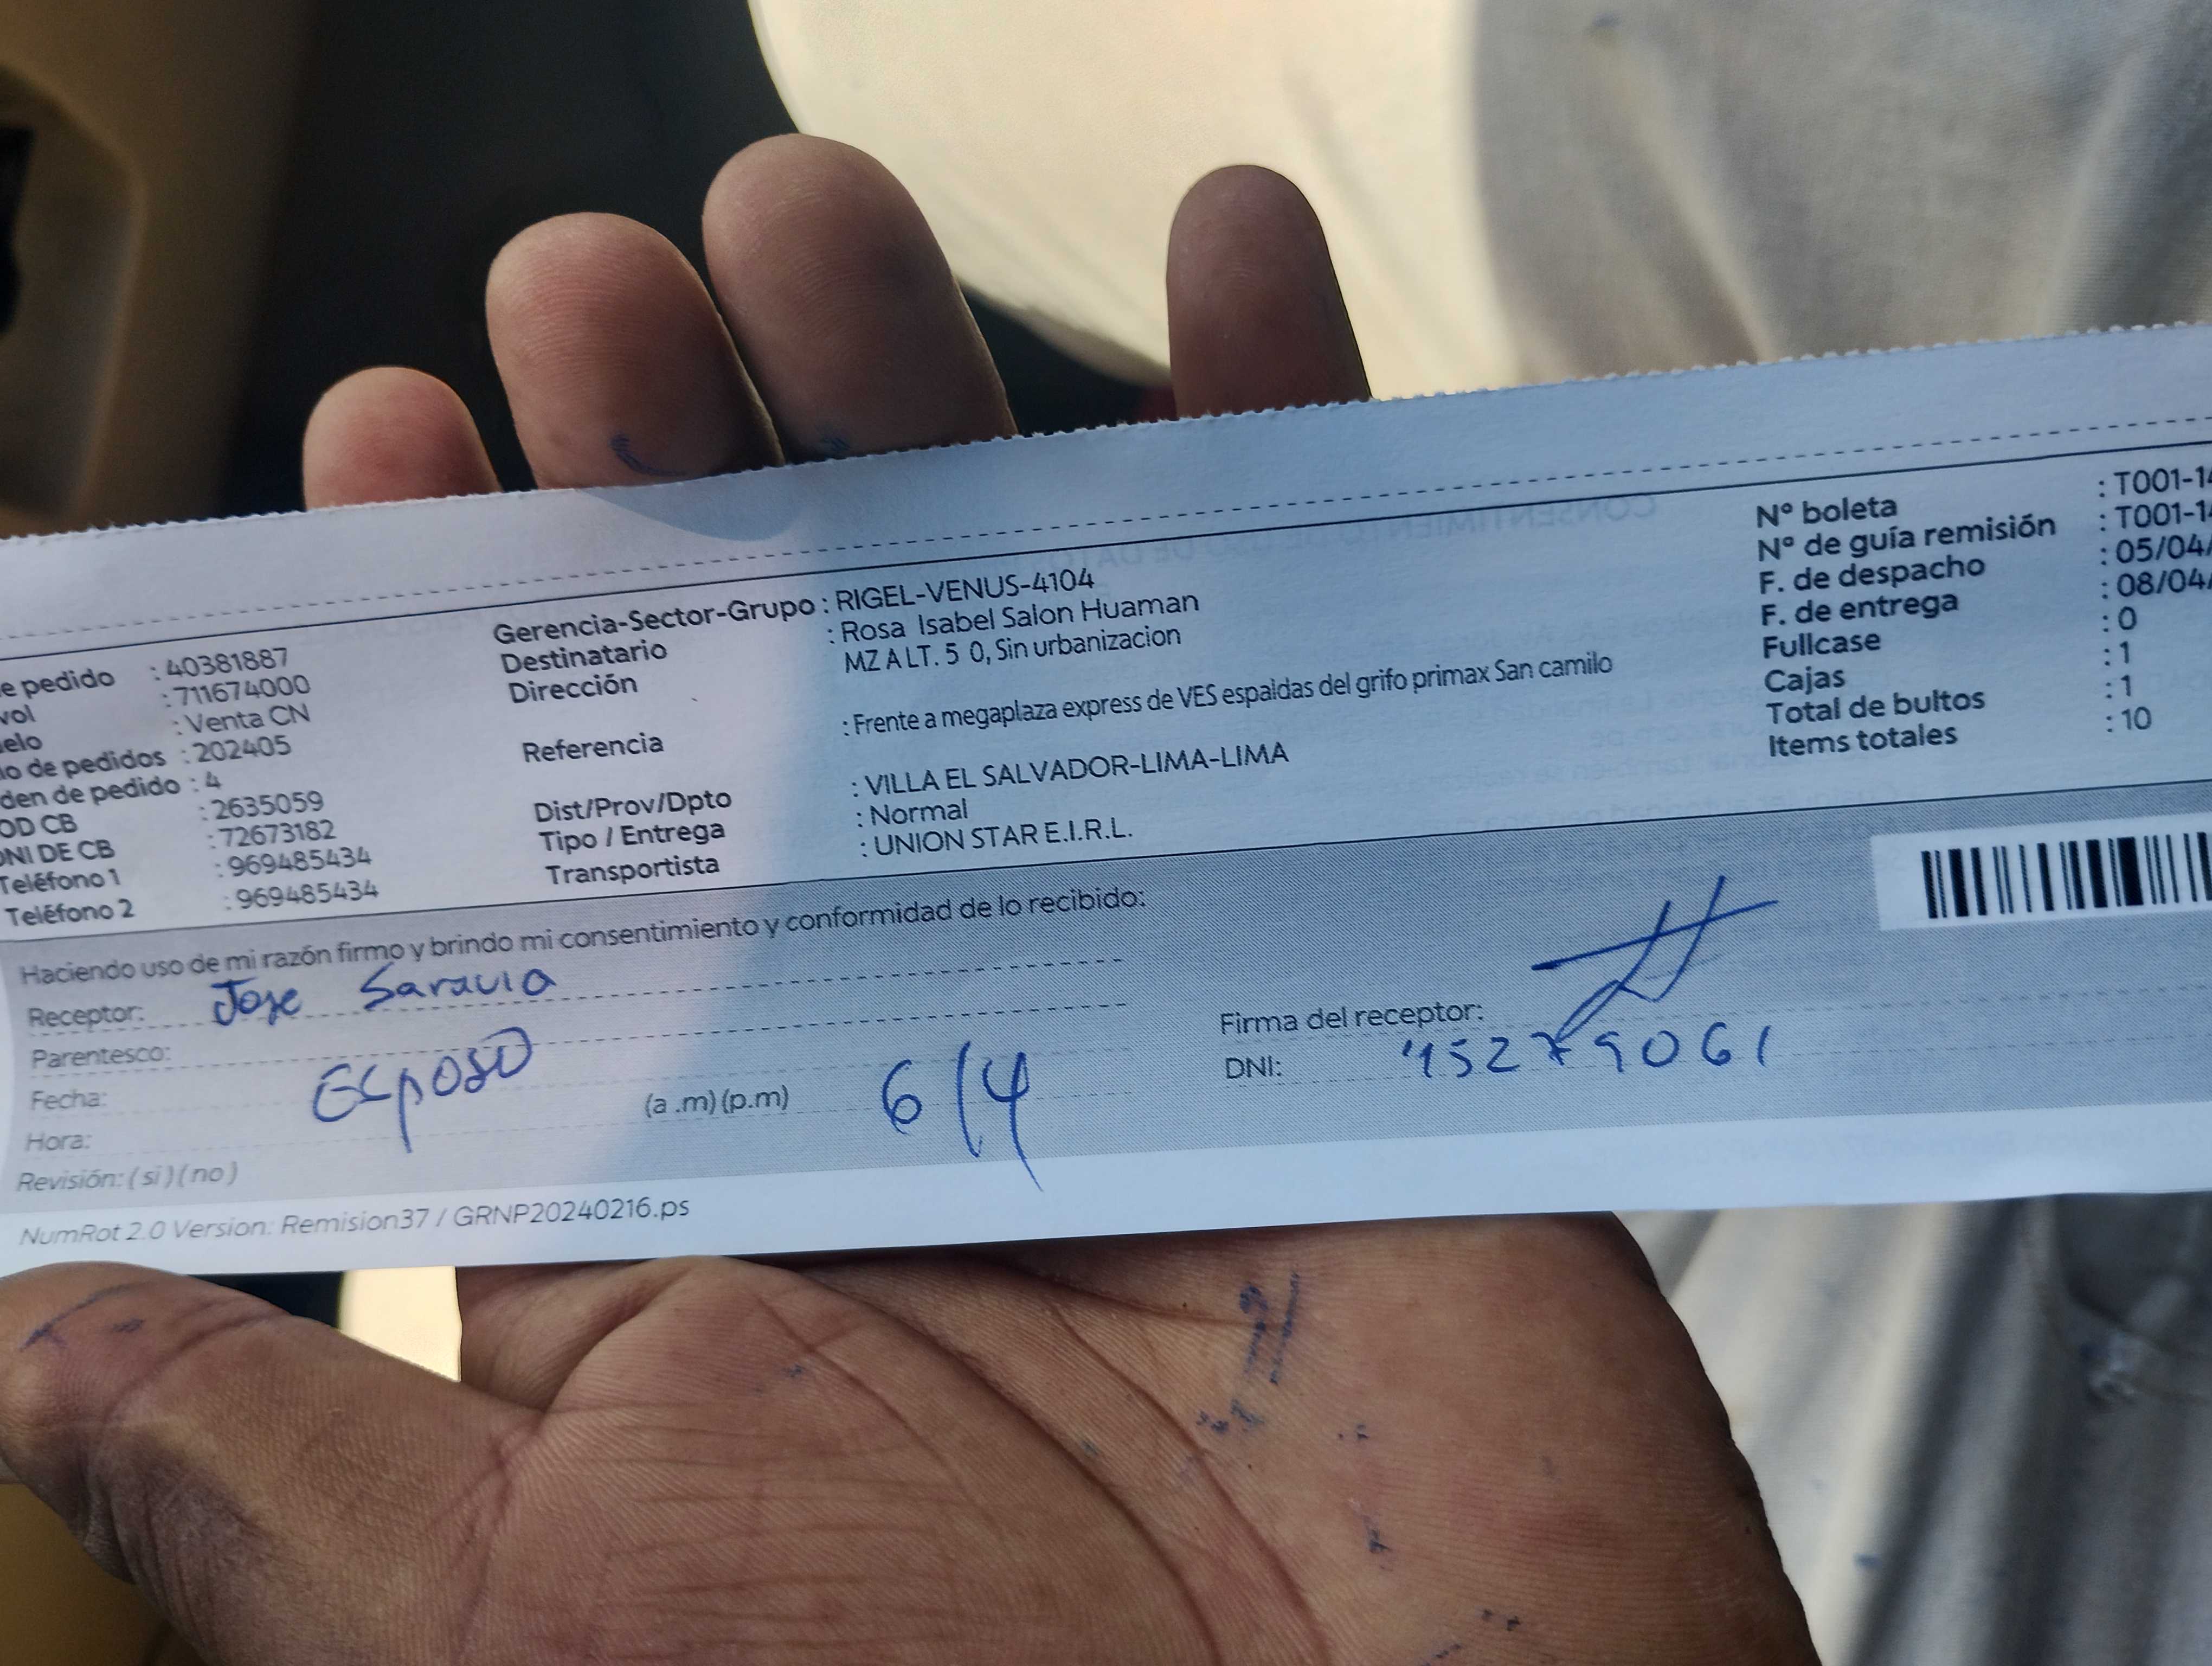 e pedido : 40381887
vol : 711674000
elo : Venta CN
io de pedidos : 202405
den de pedido : 4
OD CB : 2635059
DNI DE CB : 72673182
Teléfono 1 : 969485434
Teléfono 2 : 969485434
Gerencia-Sector-Grupo : RIGEL-VENUS-4104
Destinatario : Rosa Isabel Salon Huaman
Dirección MZ A LT. 5 0, Sin urbanizacion
Referencia : Frente a megaplaza express de VES espaldas del grifo primax San camilo
Dist/Prov/Dpto : VILLA EL SALVADOR-LIMA-LIMA
Tipo / Entrega : Normal
Transportista : UNION STAR E.I.R.L.
Nº boleta : T001-14
Nº de guía remisión : T001-14
F. de despacho : 05/04/
F. de entrega : 08/04/
Fullcase : 0
Cajas : 1
Total de bultos : 1
Items totales : 10
Haciendo uso de mi razón firmo y brindo mi consentimiento y conformidad de lo recibido:
Receptor: Jose Saravia
Parentesco: Esposo
Fecha: 6/4
Hora: (a .m) (p.m)
Revisión: ( si ) ( no )
Firma del receptor:
DNI: 45279061
NumRot 2.0 Version: Remision37 / GRNP20240216.ps